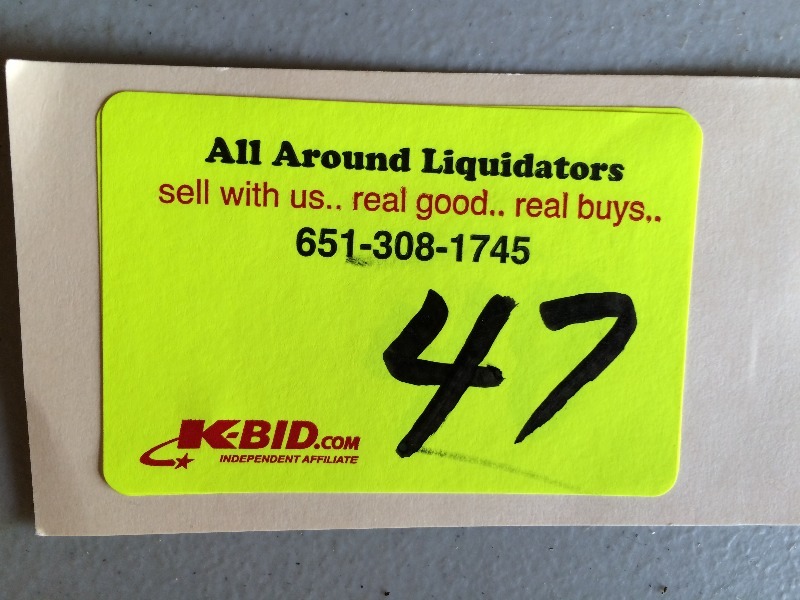 All Around Liquidators
sell with us.. real good.. real buys..
651-308-1745
47
K-BID.COM
INDEPENDENT AFFILIATE